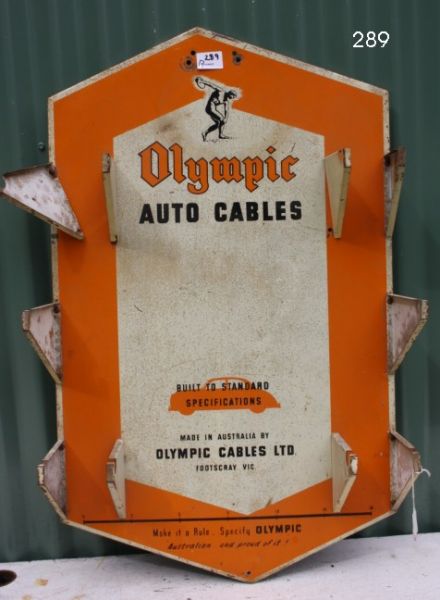 289
289
Olympic
AUTO CABLES
BUILT TO STANDARD
SPECIFICATIONS
MADE IN AUSTRALIA BY
OLYMPIC CABLES LTD.
FOOTSCRAY VIC
Make it a Rule. Specify OLYMPIC
Australian and proud of it!